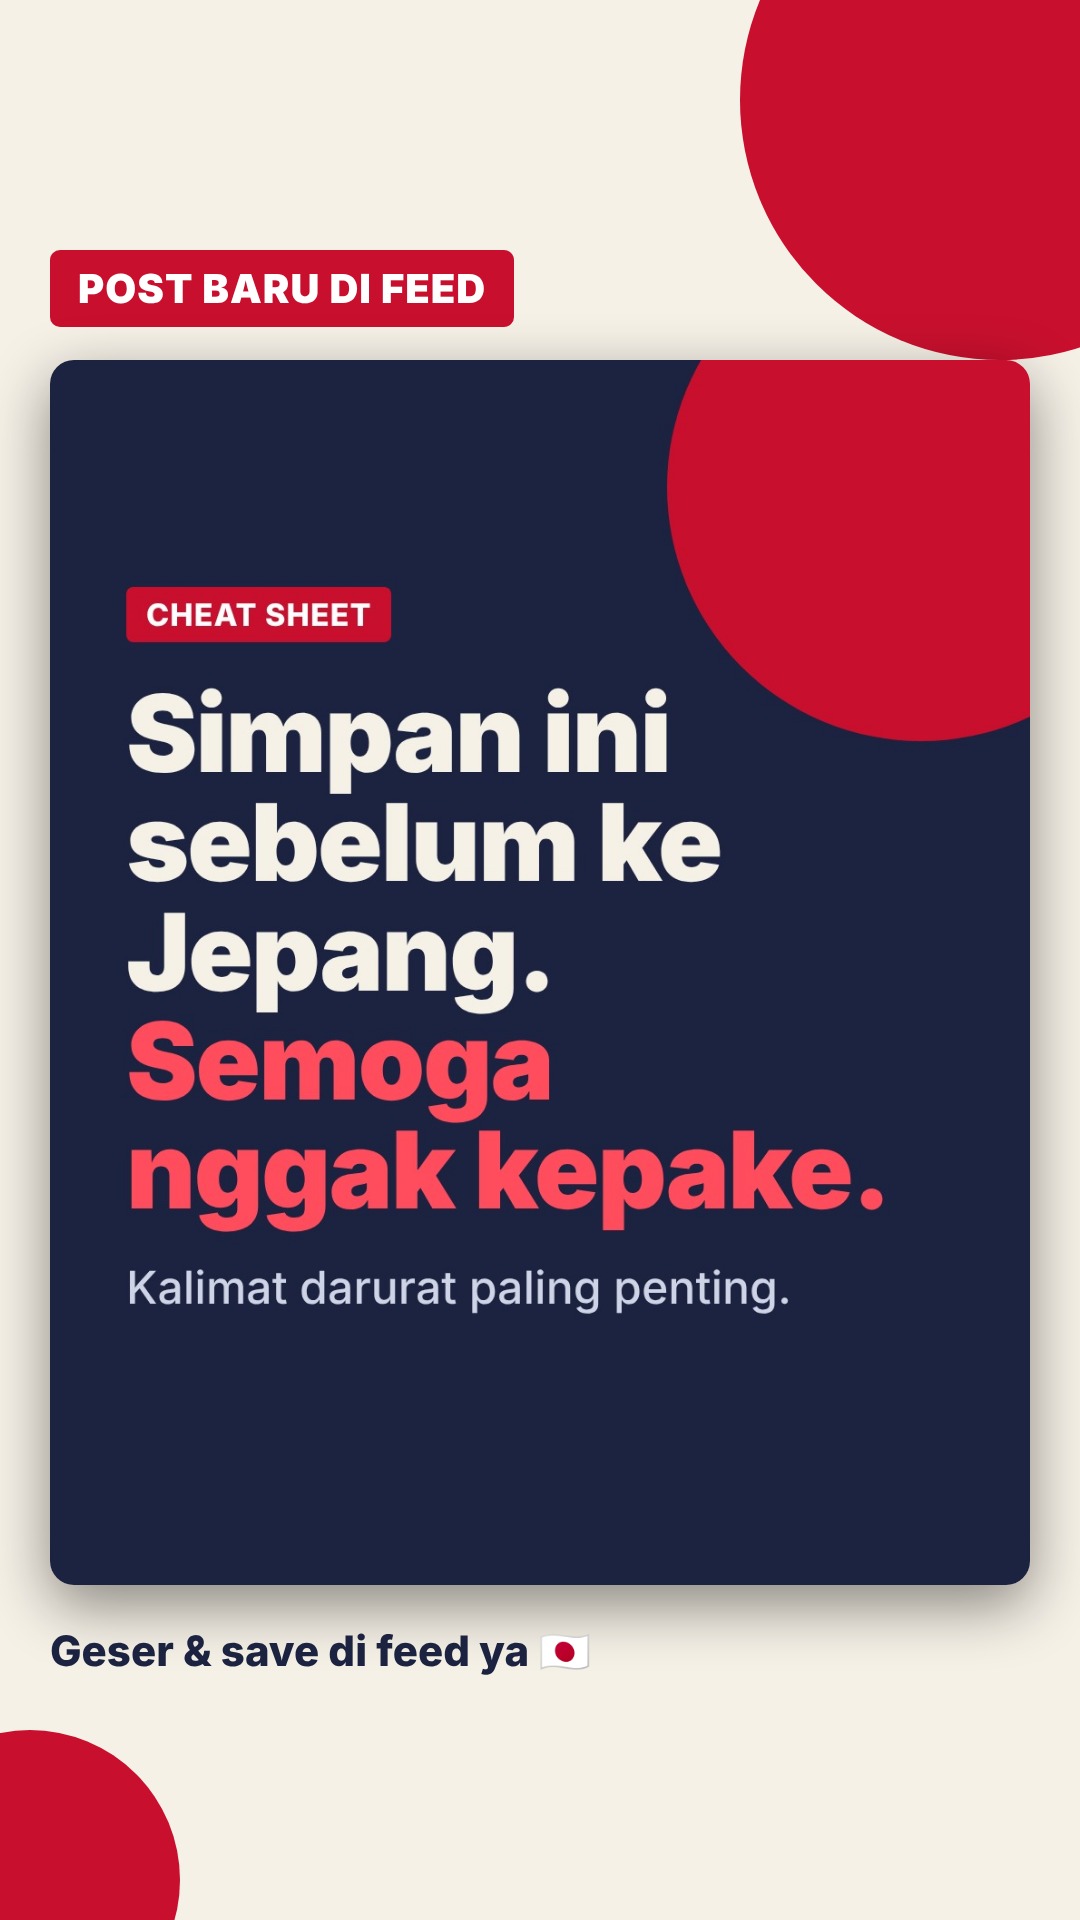 POST BARU DI FEED
CHEAT SHEET
Simpan ini
sebelum ke
Jepang.
Semoga
nggak kepake.
Kalimat darurat paling penting.
Geser & save di feed ya 🇯🇵